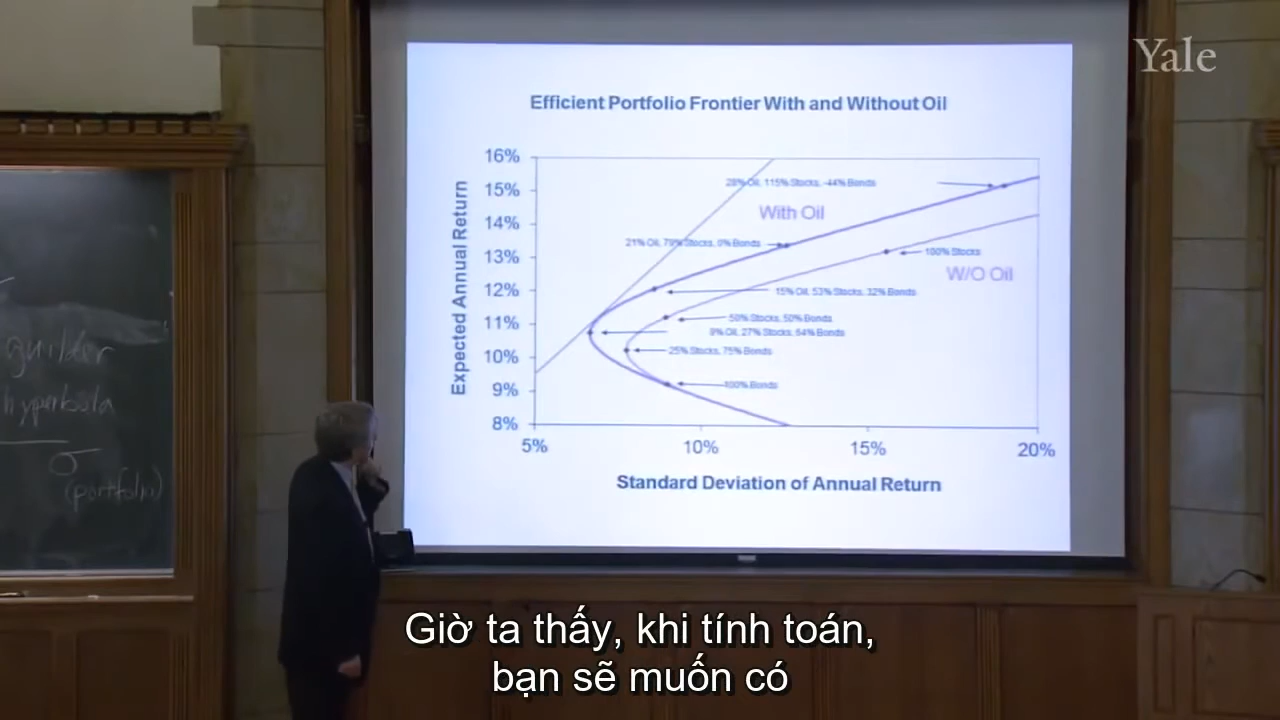 Yale
Efficient Portfolio Frontier With and Without Oil
Expected Annual Return
16%
15%
14%
13%
12%
11%
10%
9%
8%
28% Oil, 115% Stocks, -44% Bonds
With Oil
21% Oil, 79% Stocks, 0% Bonds
100% Stocks
W/O Oil
15% Oil, 53% Stocks, 32% Bonds
50% Stocks, 50% Bonds
9% Oil, 27% Stocks, 64% Bonds
25% Stocks, 75% Bonds
100% Bonds
5%
10%
15%
20%
Standard Deviation of Annual Return
guilder
hyperbola
σ
(portfolio)
Giờ ta thấy, khi tính toán,
bạn sẽ muốn có